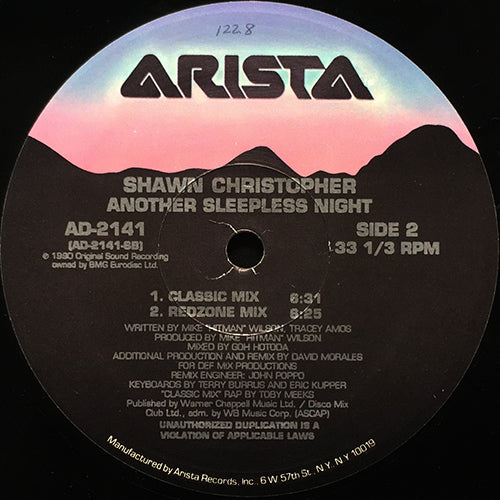 122.8
ARISTA
SHAWN CHRISTOPHER
ANOTHER SLEEPLESS NIGHT
AD-2141
(AD-2141-SB)
℗ 1990 Original Sound Recording
owned by BMG Eurodisc Ltd.
SIDE 2
33 1/3 RPM
1. CLASSIC MIX 6:31
2. REDZONE MIX 6:25
WRITTEN BY MIKE "HITMAN" WILSON, TRACEY AMOS
PRODUCED BY MIKE "HITMAN" WILSON
MIXED BY GOH HOTODA
ADDITIONAL PRODUCTION AND REMIX BY DAVID MORALES
FOR DEF MIX PRODUCTIONS
REMIX ENGINEER: JOHN POPPO
KEYBOARDS BY TERRY BURRUS AND ERIC KUPPER
"CLASSIC MIX" RAP BY TOBY MEEKS
Published by Warner Chappell Music Ltd. / Disco Mix
Club Ltd., adm. by WB Music Corp. (ASCAP)
UNAUTHORIZED DUPLICATION IS A
VIOLATION OF APPLICABLE LAWS
Manufactured by Arista Records, Inc., 6 W 57th St., N.Y. N.Y 10019